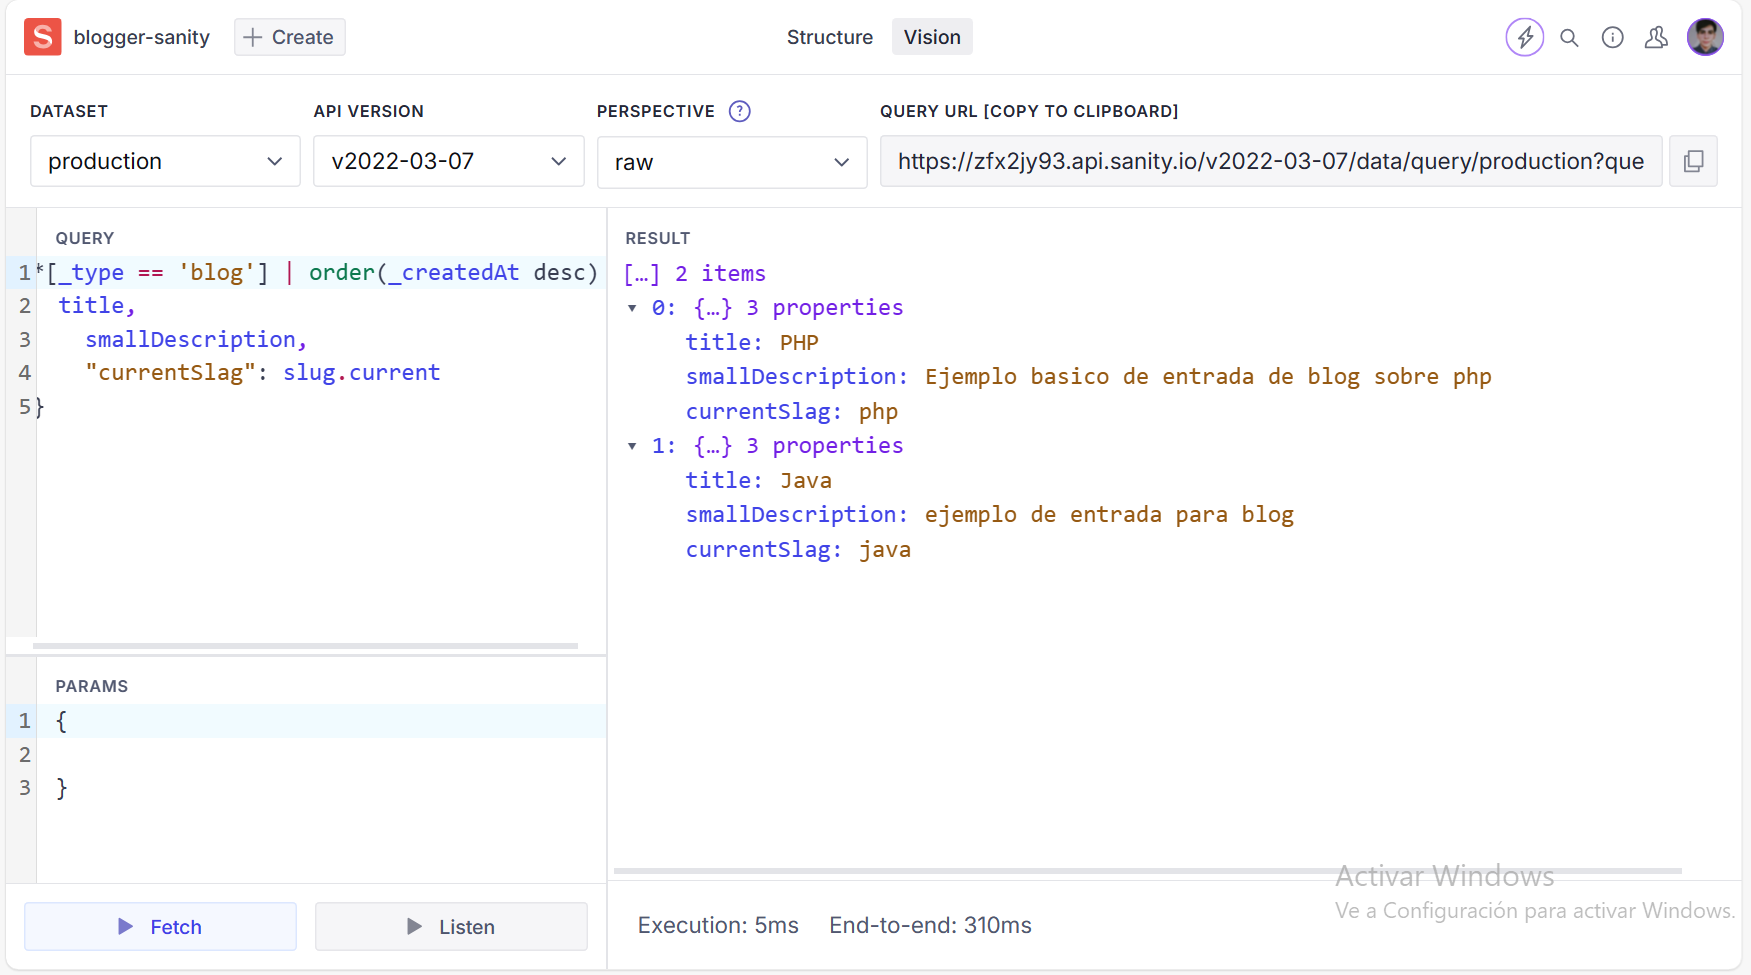 S blogger-sanity + Create Structure Vision
DATASET API VERSION PERSPECTIVE ? QUERY URL [COPY TO CLIPBOARD]
production v2022-03-07 raw https://zfx2jy93.api.sanity.io/v2022-03-07/data/query/production?que
QUERY
1 *[_type == 'blog'] | order(_createdAt desc)
2 title,
3 smallDescription,
4 "currentSlag": slug.current
5 }
PARAMS
1 {
2
3 }
Fetch Listen
RESULT
[…] 2 items
0: {…} 3 properties
title: PHP
smallDescription: Ejemplo basico de entrada de blog sobre php
currentSlag: php
1: {…} 3 properties
title: Java
smallDescription: ejemplo de entrada para blog
currentSlag: java
Execution: 5ms End-to-end: 310ms
Activar Windows
Ve a Configuración para activar Windows.